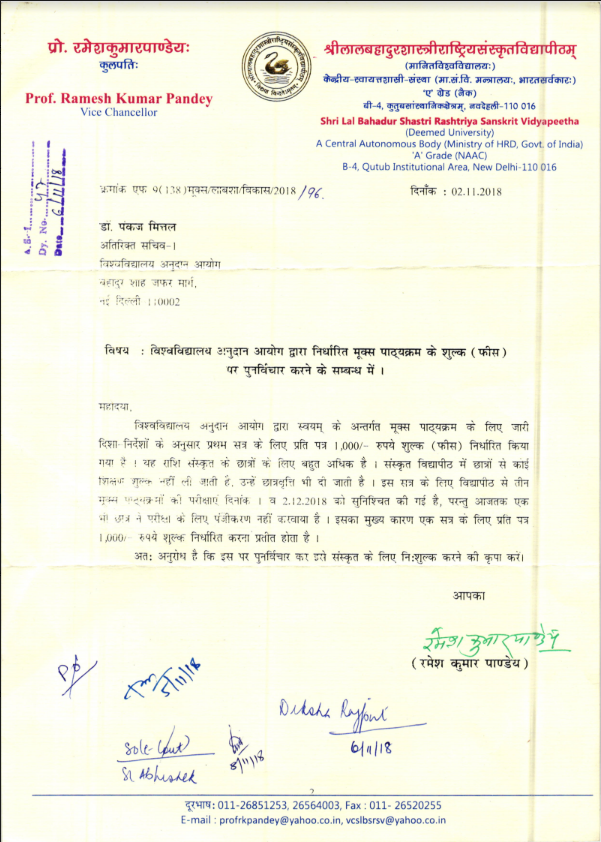 प्रो. रमेशकुमारपाण्डेयः
कुलपतिः
Prof. Ramesh Kumar Pandey
Vice Chancellor
श्रीलालबहादुरशास्त्रीराष्ट्रियसंस्कृतविद्यापीठम्
(मानितविश्वविद्यालयः)
केन्द्रीय-स्वायत्तशासी-संस्था (मा.सं.वि. मन्त्रालयः, भारतसर्वकारः)
'ए' ग्रेड (नैक)
बी-4, कुतुबसांस्थानिकक्षेत्रम्, नवदेहली-110 016
Shri Lal Bahadur Shastri Rashtriya Sanskrit Vidyapeetha
(Deemed University)
A Central Autonomous Body (Ministry of HRD, Govt. of India)
'A' Grade (NAAC)
B-4, Qutub Institutional Area, New Delhi-110 016
Dy. No. 47
Date 6/11/18
क्रमांक एफ 9(138)मूक्स/लाबशा/विकास/2018/96.
दिनाँक : 02.11.2018
डॉ. पंकज मित्तल
अतिरिक्त सचिव-I
विश्वविद्यालय अनुदान आयोग
बहादुर शाह जफर मार्ग,
नई दिल्ली 110002
विषय : विश्वविद्यालय अनुदान आयोग द्वारा निर्धारित मूक्स पाठ्यक्रम के शुल्क (फीस)
पर पुनर्विचार करने के सम्बन्ध में ।
महोदया,
विश्वविद्यालय अनुदान आयोग द्वारा स्वयम् के अन्तर्गत मूक्स पाठ्यक्रम के लिए जारी
दिशा-निर्देशों के अनुसार प्रथम सत्र के लिए प्रति पत्र 1,000/- रुपये शुल्क (फीस) निर्धारित किया
गया है । यह राशि संस्कृत के छात्रों के लिए बहुत अधिक है । संस्कृत विद्यापीठ में छात्रों से कोई
शिक्षण शुल्क नहीं ली जाती है, उन्हें छात्रवृत्ति भी दी जाती है । इस सत्र के लिए विद्यापीठ से तीन
मूक्स पाठ्यक्रमों की परीक्षाएं दिनांक 1 व 2.12.2018 को सुनिश्चित की गई है, परन्तु आजतक एक
भी छात्र ने परीक्षा के लिए पंजीकरण नहीं करवाया है । इसका मुख्य कारण एक सत्र के लिए प्रति पत्र
1,000/- रुपये शुल्क निर्धारित करना प्रतीत होता है ।
अतः अनुरोध है कि इस पर पुनर्विचार कर इसे संस्कृत के लिए निःशुल्क करने की कृपा करें।
आपका
रमेश कुमार पाण्डेय
(रमेश कुमार पाण्डेय)
5/11/18
Diksha Rajput
6/11/18
8/11/18
Sh Abhishek
दूरभाष: 011-26851253, 26564003, Fax : 011- 26520255
E-mail : profrkpandey@yahoo.co.in, vcslbsrsv@yahoo.co.in